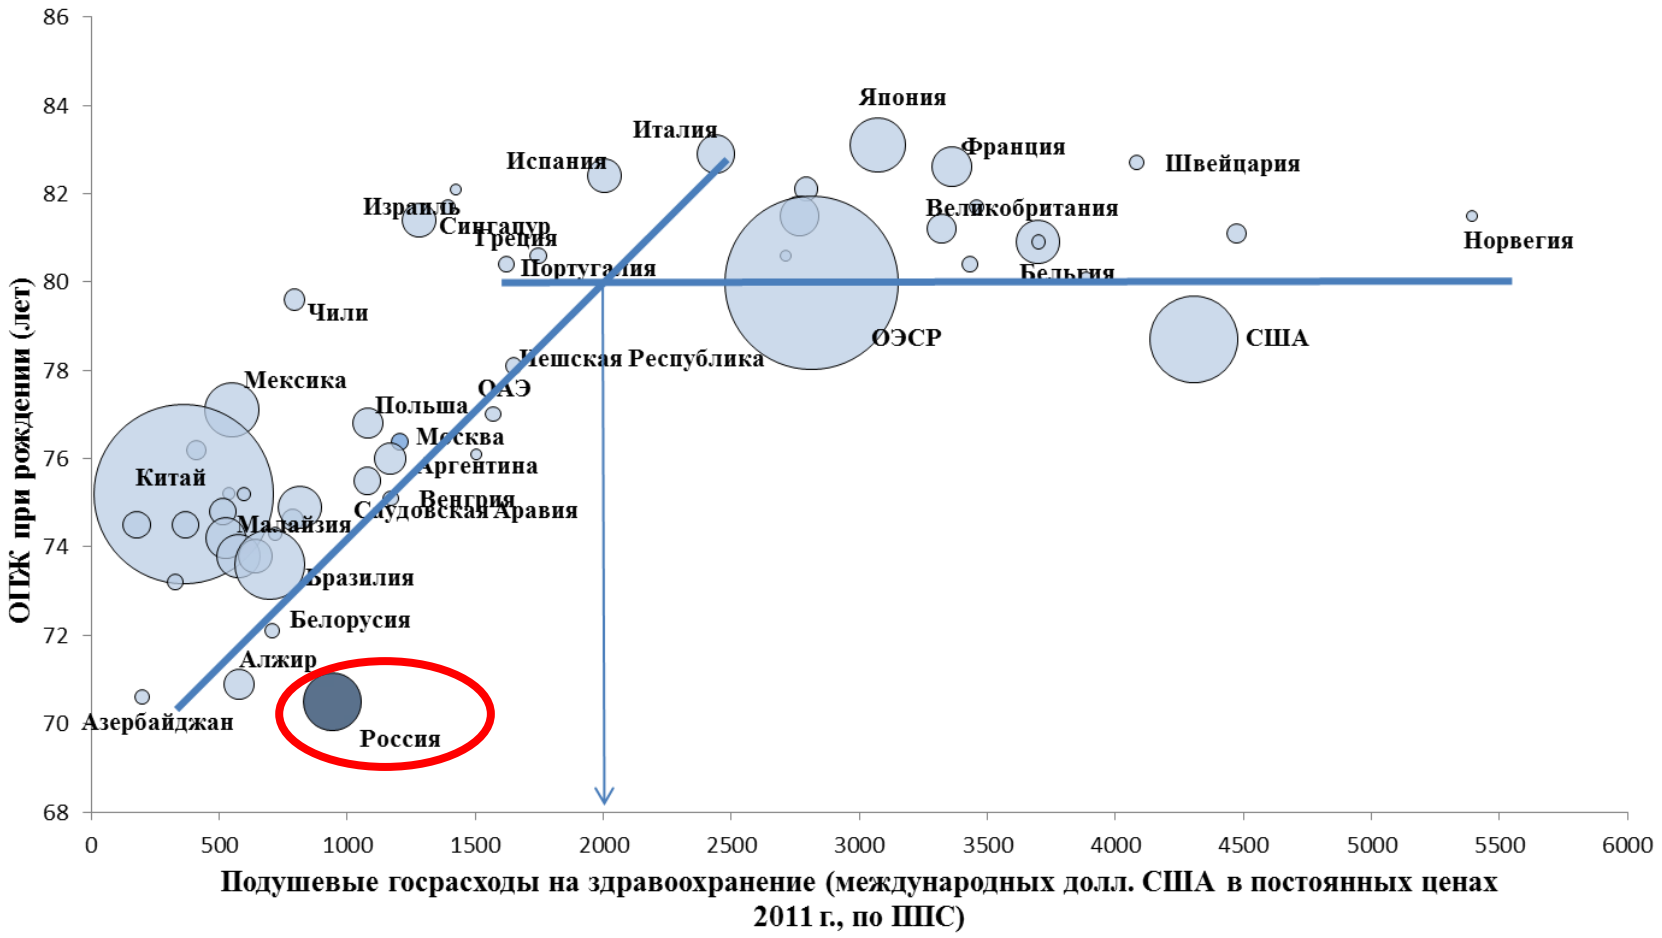 86
84
82
80
78
76
74
72
70
68
ОПЖ при рождении (лет)
Япония
Италия
Франция
Испания
Швейцария
Израиль
Великобритания
Сингапур
Греция
Норвегия
Португалия
Бельгия
Чили
ОЭСР
США
Чешская Республика
Мексика
ОАЭ
Польша
Москва
Аргентина
Китай
Венгрия
Саудовская Аравия
Малайзия
Бразилия
Белорусия
Алжир
Азербайджан
Россия
0 500 1000 1500 2000 2500 3000 3500 4000 4500 5000 5500 6000
Подушевые госрасходы на здравоохранение (международных долл. США в постоянных ценах
2011 г., по ППС)